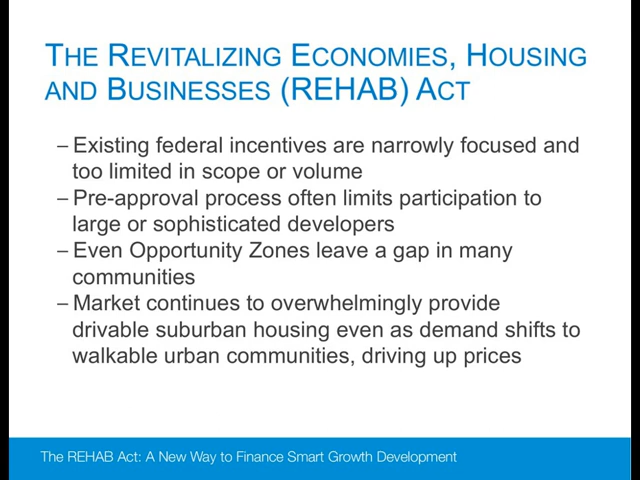 The Revitalizing Economies, Housing
and Businesses (REHAB) Act
– Existing federal incentives are narrowly focused and
too limited in scope or volume
– Pre-approval process often limits participation to
large or sophisticated developers
– Even Opportunity Zones leave a gap in many
communities
– Market continues to overwhelmingly provide
drivable suburban housing even as demand shifts to
walkable urban communities, driving up prices
The REHAB Act: A New Way to Finance Smart Growth Development